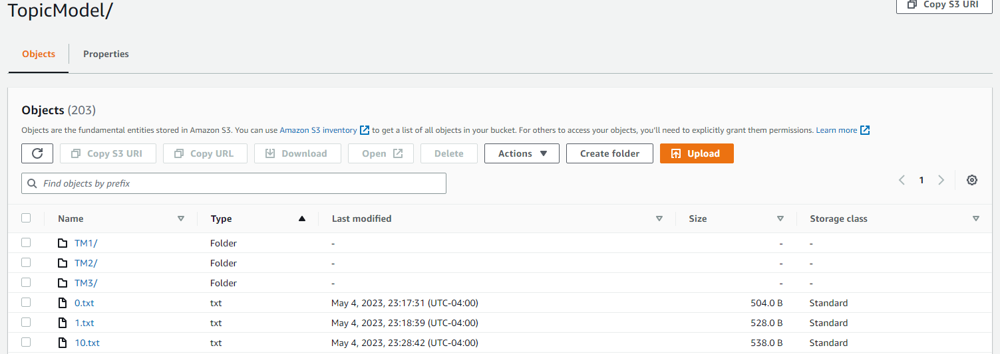 TopicModel/
Copy S3 URI
Objects Properties
Objects (203)
Objects are the fundamental entities stored in Amazon S3. You can use Amazon S3 inventory to get a list of all objects in your bucket. For others to access your objects, you'll need to explicitly grant them permissions. Learn more
Copy S3 URI Copy URL Download Open Delete Actions Create folder Upload
Find objects by prefix
1
Name Type Last modified Size Storage class
TM1/ Folder - - -
TM2/ Folder - - -
TM3/ Folder - - -
0.txt txt May 4, 2023, 23:17:31 (UTC-04:00) 504.0 B Standard
1.txt txt May 4, 2023, 23:18:39 (UTC-04:00) 528.0 B Standard
10.txt txt May 4, 2023, 23:28:42 (UTC-04:00) 538.0 B Standard